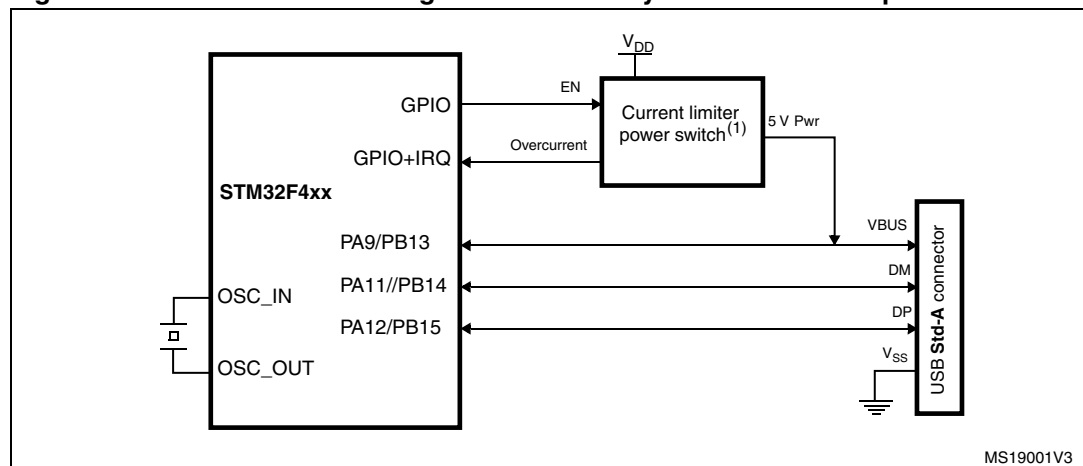 V_DD
GPIO
EN
Current limiter
power switch(1)
5 V Pwr
GPIO+IRQ
Overcurrent
STM32F4xx
PA9/PB13
VBUS
PA11//PB14
DM
OSC_IN
PA12/PB15
DP
OSC_OUT
V_SS
USB Std-A connector
MS19001V3